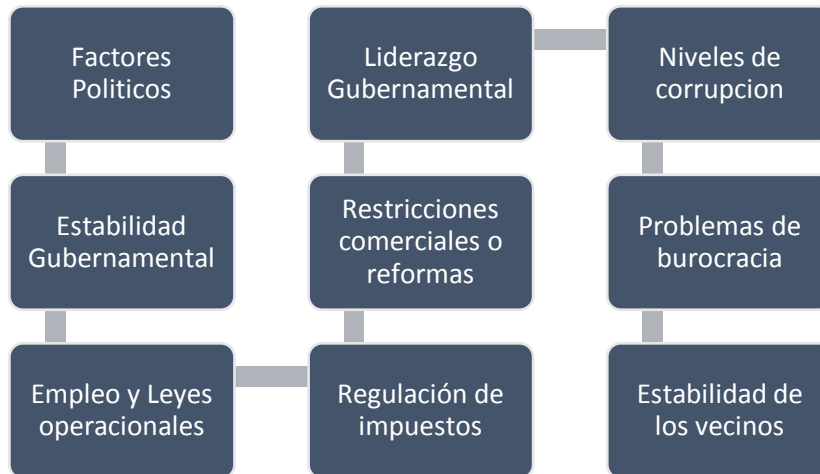 Factores
Politicos
Estabilidad
Gubernamental
Empleo y Leyes
operacionales
Regulación de
impuestos
Restricciones
comerciales o
reformas
Liderazgo
Gubernamental
Niveles de
corrupcion
Problemas de
burocracia
Estabilidad de
los vecinos